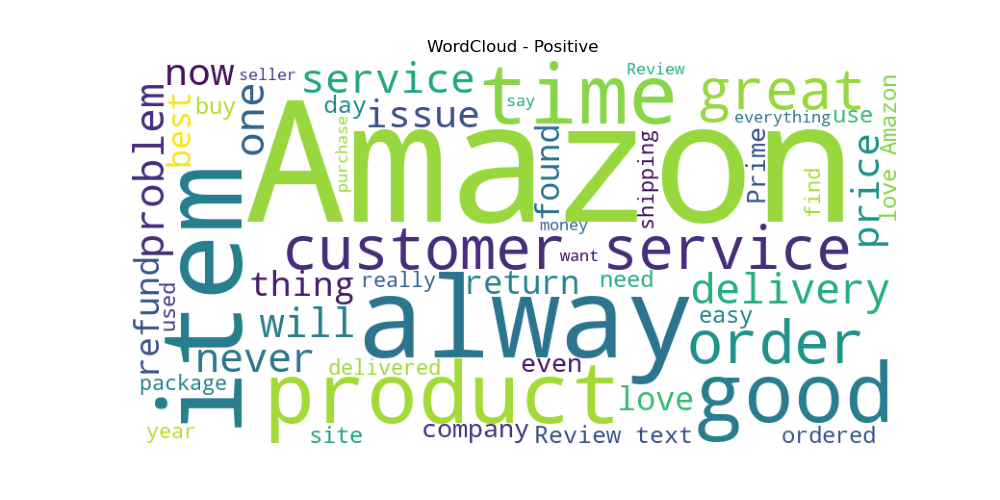 WordCloud - Positive
now
seller
service
time
Review
great
love Amazon
problem
best
buy
one
day
issue
say
everything
use
purchase
Amazon
found
shipping
Prime
find
price
item
money
customer service
want
refund
used
thing
really
return
need
delivery
will
alway
easy
order
never
delivered
even
package
product
love
good
year
site
company
Review text
ordered